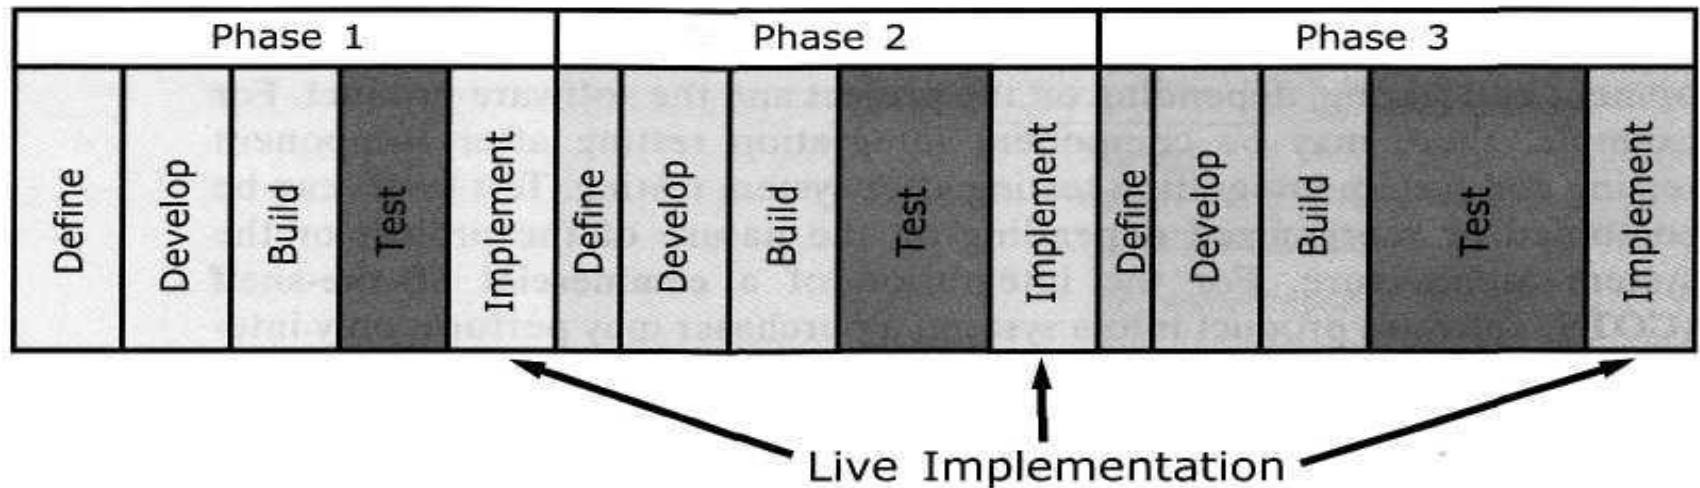 Phase 1
Phase 2
Phase 3
Define
Develop
Build
Test
Implement
Define
Develop
Build
Test
Implement
Define
Develop
Build
Test
Implement
Live Implementation